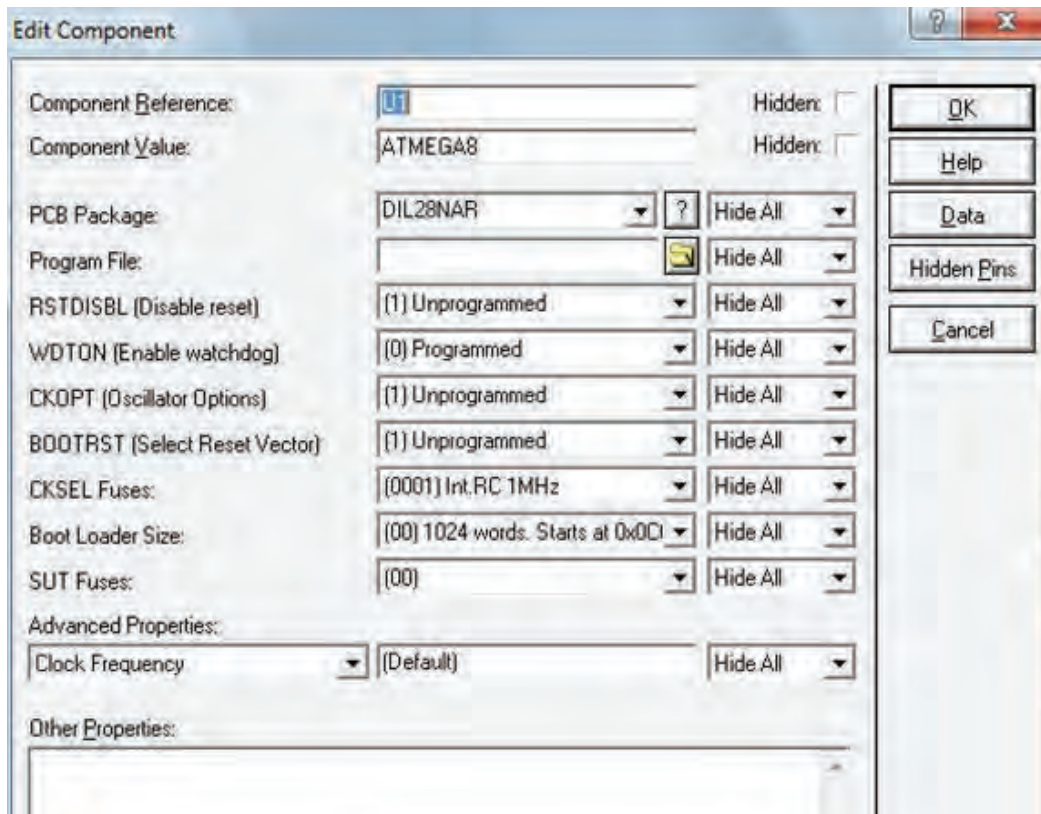 Edit Component
Component Reference: U1 Hidden: OK
Component Value: ATMEGA8 Hidden: Help
PCB Package: DIL28NAR ? Hide All Data
Program File: Hide All Hidden Pins
RSTDISBL (Disable reset) (1) Unprogrammed Hide All Cancel
WDTON (Enable watchdog) (0) Programmed Hide All
CKOPT (Oscillator Options) (1) Unprogrammed Hide All
BOOTRST (Select Reset Vector) (1) Unprogrammed Hide All
CKSEL Fuses: (0001) Int.RC 1MHz Hide All
Boot Loader Size: (00) 1024 words. Starts at 0x0C Hide All
SUT Fuses: (00) Hide All
Advanced Properties:
Clock Frequency (Default) Hide All
Other Properties: